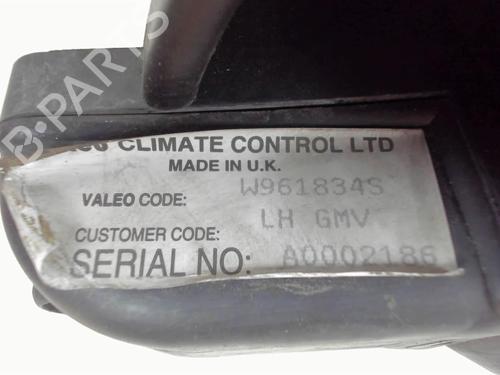 B-PARTS
CLIMATE CONTROL LTD
MADE IN U.K.
VALEO CODE: W961834S
CUSTOMER CODE: LH GMV
SERIAL NO: A0002186